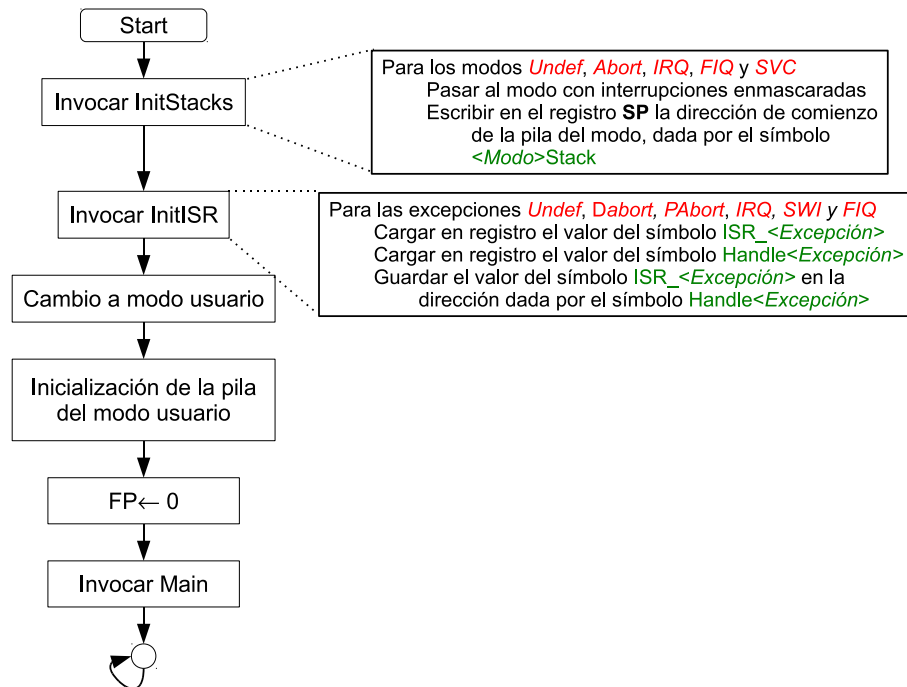 Start
Invocar InitStacks
Para los modos Undef, Abort, IRQ, FIQ y SVC
Pasar al modo con interrupciones enmascaradas
Escribir en el registro SP la dirección de comienzo
de la pila del modo, dada por el símbolo
<Modo>Stack
Invocar InitISR
Para las excepciones Undef, Dabort, PAbort, IRQ, SWI y FIQ
Cargar en registro el valor del símbolo ISR_<Excepción>
Cargar en registro el valor del símbolo Handle<Excepción>
Guardar el valor del símbolo ISR_<Excepción> en la
dirección dada por el símbolo Handle<Excepción>
Cambio a modo usuario
Inicialización de la pila
del modo usuario
FP← 0
Invocar Main